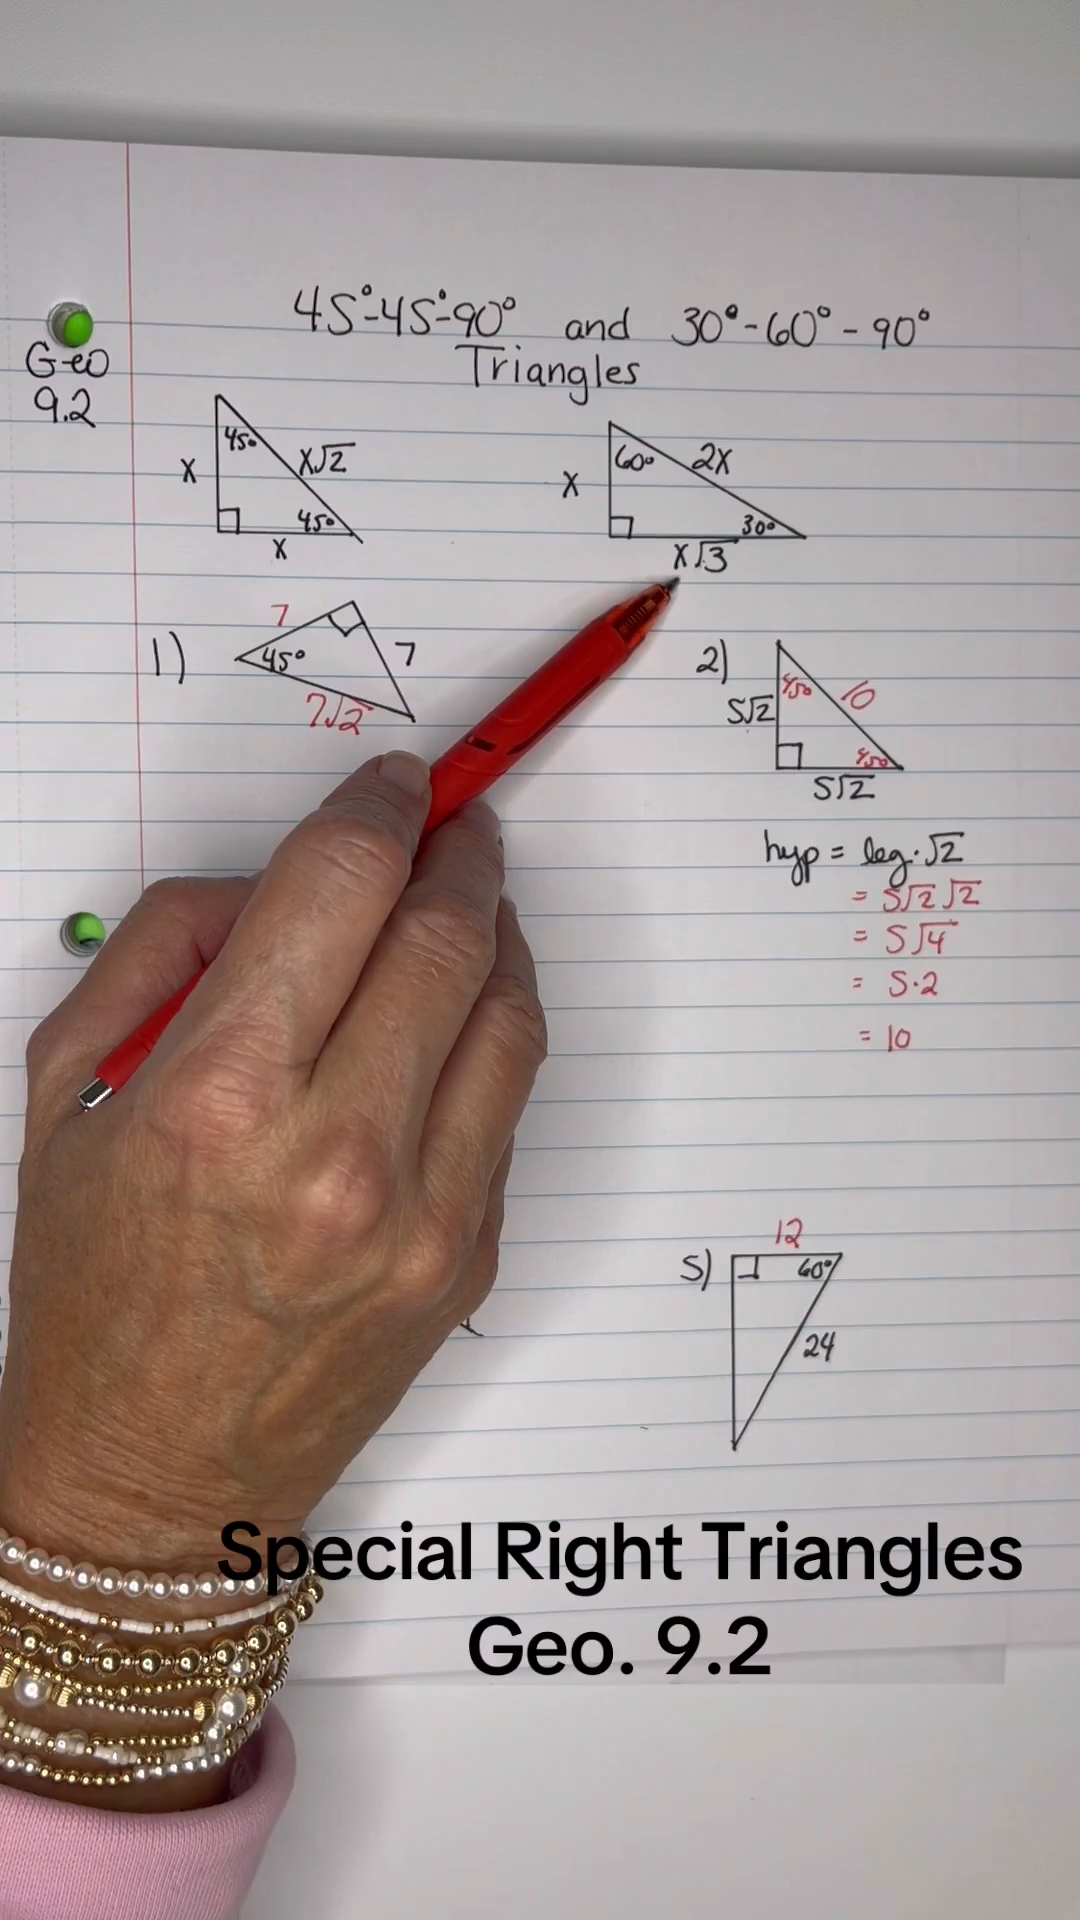 45°-45°-90° and 30°-60°-90°
Triangles
Geo
9.2
45°
x
x√2
45°
x
60°
2x
x
30°
x√3
1)
7
45°
7
7√2
2)
45°
10
5√2
45°
5√2
hyp = leg·√2
= 5√2√2
= 5√4
= 5·2
= 10
5)
12
60°
24
Special Right Triangles
Geo. 9.2